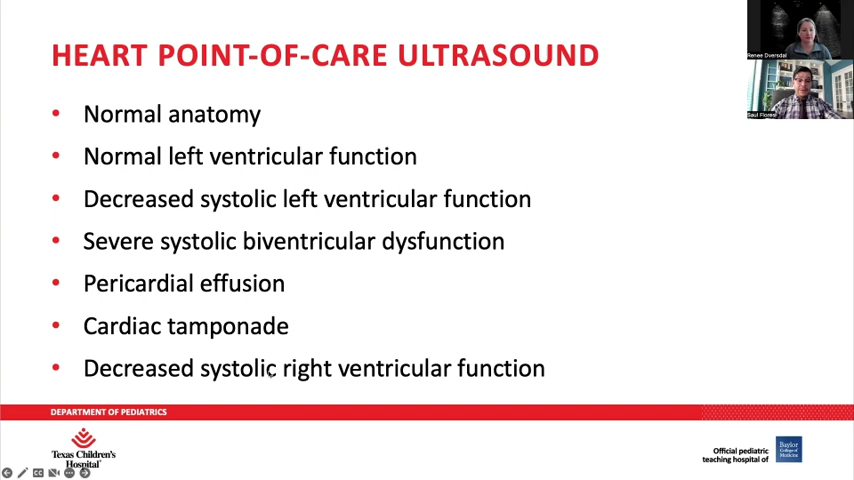 HEART POINT-OF-CARE ULTRASOUND
Renee Dversdal
Saul Flores
• Normal anatomy
• Normal left ventricular function
• Decreased systolic left ventricular function
• Severe systolic biventricular dysfunction
• Pericardial effusion
• Cardiac tamponade
• Decreased systolic right ventricular function
DEPARTMENT OF PEDIATRICS
Texas Children's
Hospital
Official pediatric
teaching hospital of
Baylor
College of
Medicine
CC